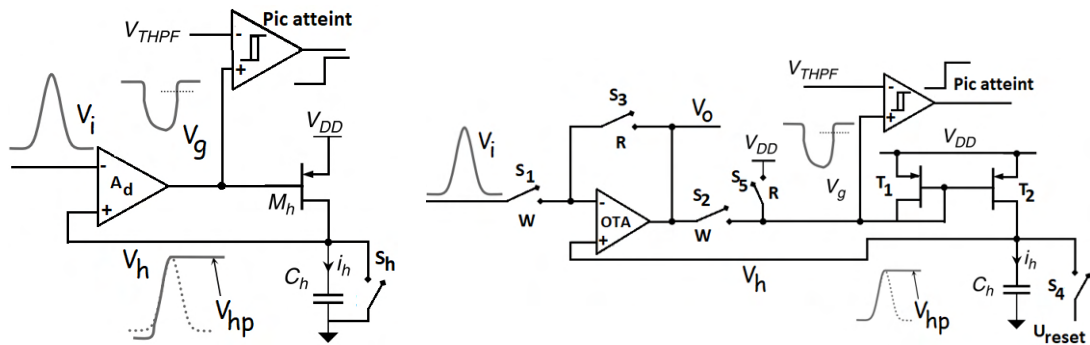 Pic atteint
V_THPF
-
+
V_i
V_g
V_DD
-
A_d
+
M_h
V_h
i_h
S_h
C_h
V_hp
V_THPF
-
+
Pic atteint
S_3
V_o
R
V_i
S_1
W
V_DD
S_5
R
V_g
V_DD
T_1
T_2
-
OTA
+
S_2
W
V_h
i_h
C_h
S_4
V_hp
U_reset